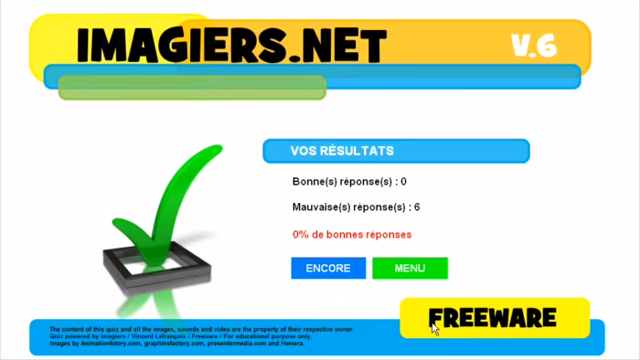 IMAGIERS.NET
V.6
VOS RÉSULTATS
Bonne(s) réponse(s) : 0
Mauvaise(s) réponse(s) : 6
0% de bonnes réponses
ENCORE
MENU
FREEWARE
The content of this quiz and all the images, sounds and video are the property of their respective owner.
Quiz powered by Imagiers / Vincent Lefrançois / Freeware / For educational purpose only.
Images by Animationfctory.com, graphicsfactory.com, presentermedia.com and Hemera.